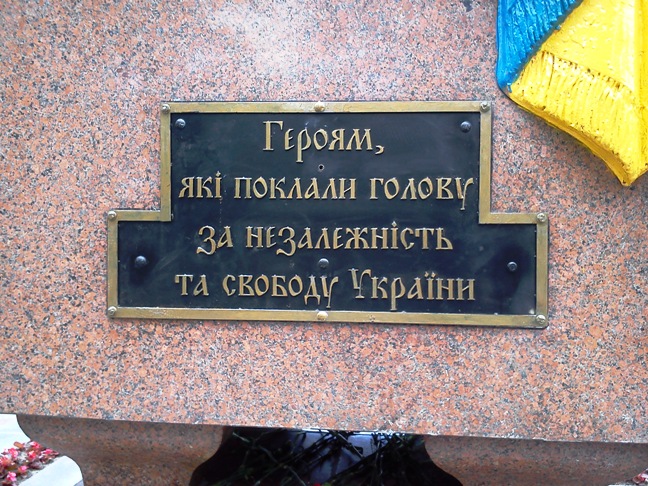 Героям,
які поклали голову
за незалежність
та свободу України